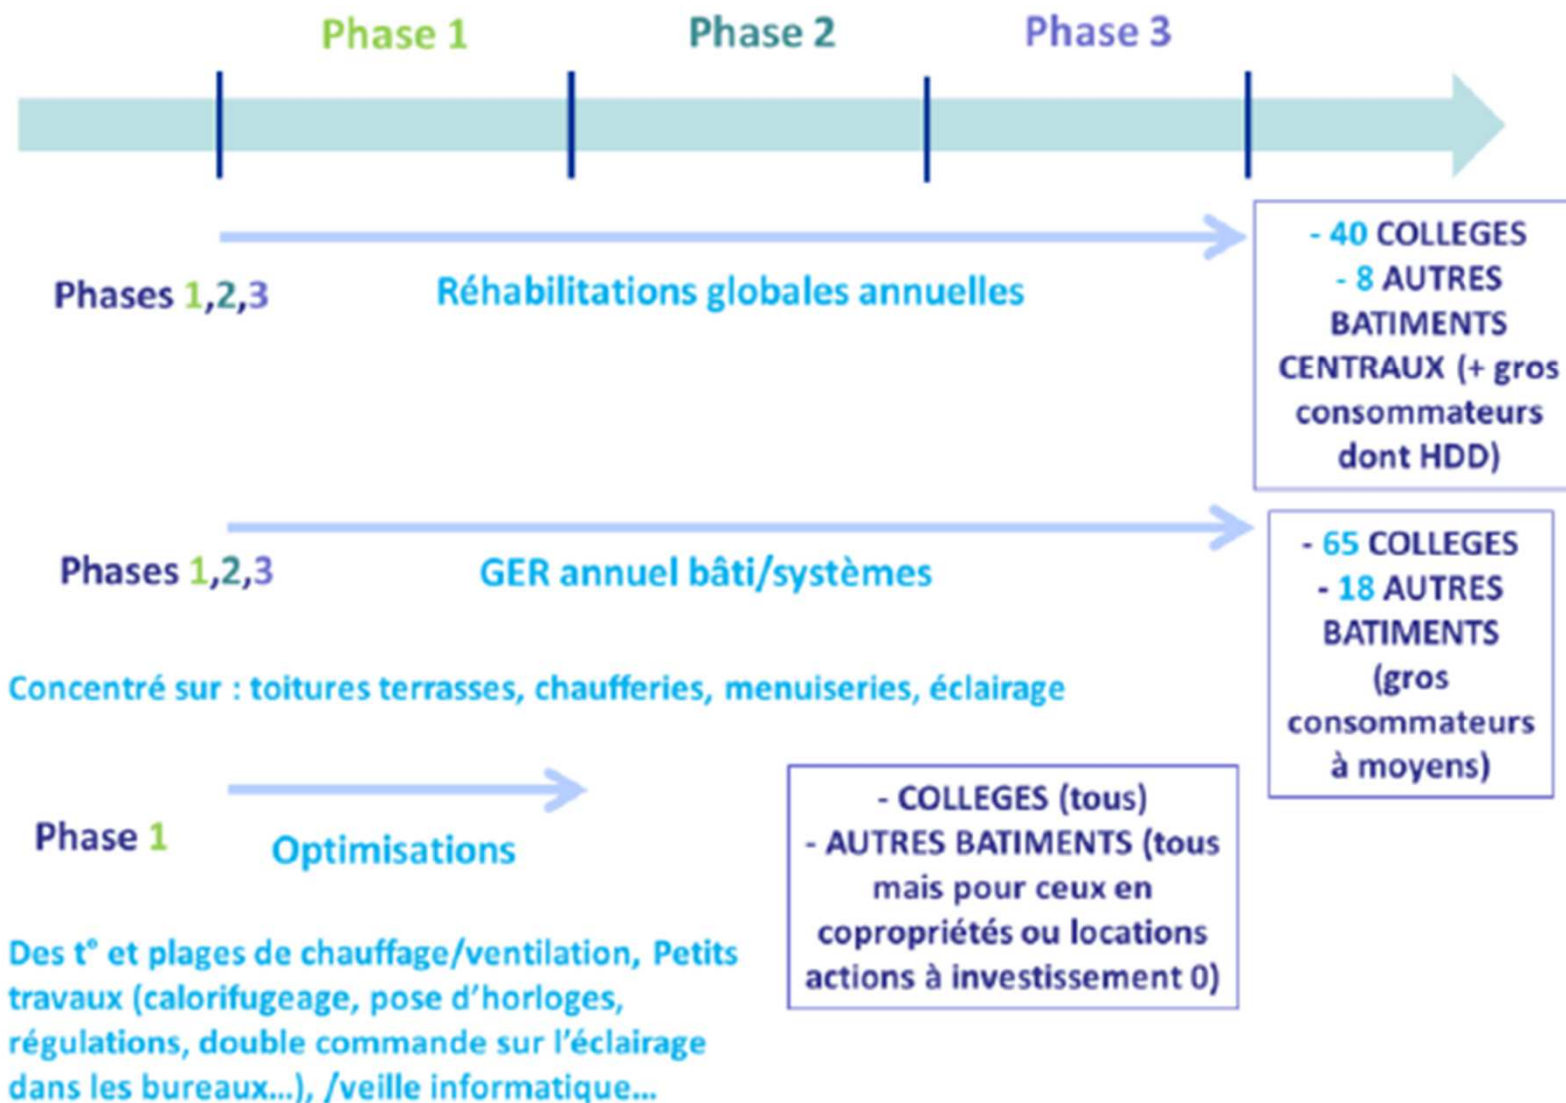 Phase 1
Phase 2
Phase 3
Phases 1,2,3
Réhabilitations globales annuelles
- 40 COLLEGES
- 8 AUTRES
BATIMENTS
CENTRAUX (+ gros
consommateurs
dont HDD)
Phases 1,2,3
GER annuel bâti/systèmes
- 65 COLLEGES
- 18 AUTRES
BATIMENTS
(gros
consommateurs
à moyens)
Concentré sur : toitures terrasses, chaufferies, menuiseries, éclairage
Phase 1
Optimisations
- COLLEGES (tous)
- AUTRES BATIMENTS (tous
mais pour ceux en
copropriétés ou locations
actions à investissement 0)
Des t° et plages de chauffage/ventilation, Petits
travaux (calorifugeage, pose d'horloges,
régulations, double commande sur l'éclairage
dans les bureaux...), /veille informatique...